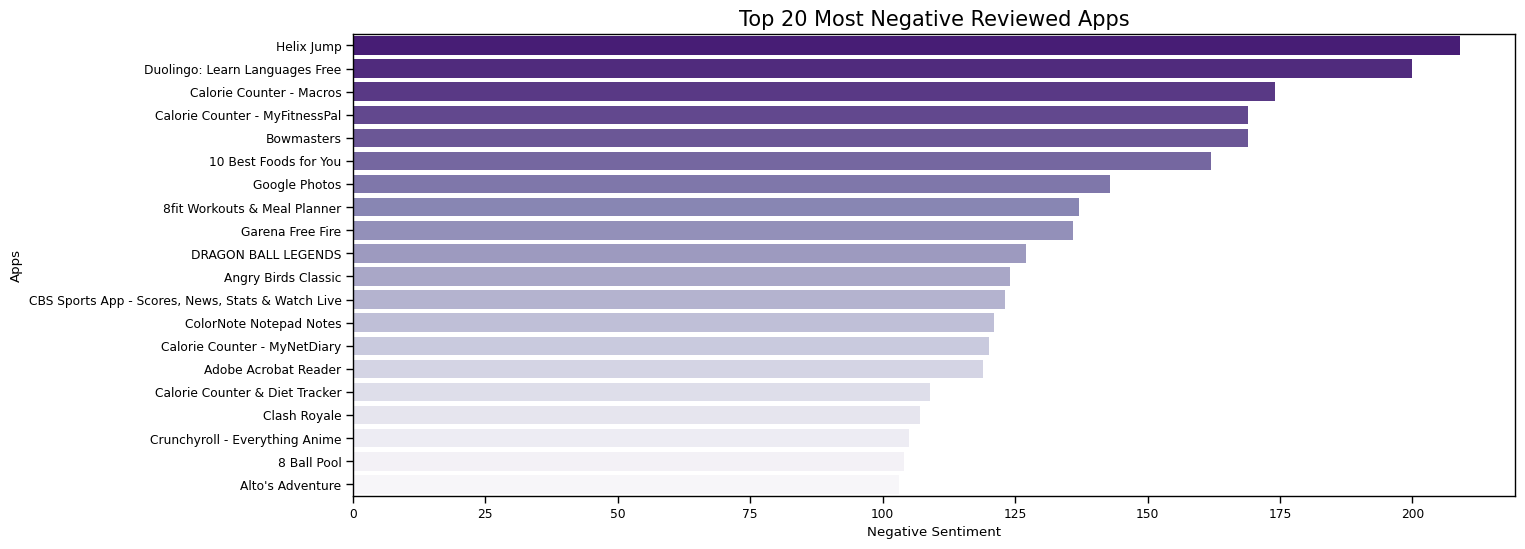 Top 20 Most Negative Reviewed Apps
Apps
Helix Jump
Duolingo: Learn Languages Free
Calorie Counter - Macros
Calorie Counter - MyFitnessPal
Bowmasters
10 Best Foods for You
Google Photos
8fit Workouts & Meal Planner
Garena Free Fire
DRAGON BALL LEGENDS
Angry Birds Classic
CBS Sports App - Scores, News, Stats & Watch Live
ColorNote Notepad Notes
Calorie Counter - MyNetDiary
Adobe Acrobat Reader
Calorie Counter & Diet Tracker
Clash Royale
Crunchyroll - Everything Anime
8 Ball Pool
Alto's Adventure
0 25 50 75 100 125 150 175 200
Negative Sentiment